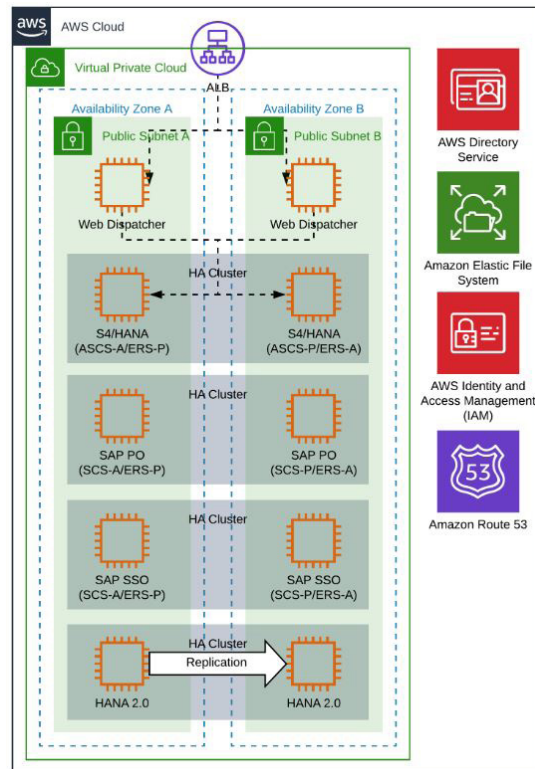 aws
AWS Cloud
Virtual Private Cloud
ALB
Availability Zone A
Availability Zone B
Public Subnet A
Public Subnet B
Web Dispatcher
Web Dispatcher
HA Cluster
S4/HANA
(ASCS-A/ERS-P)
S4/HANA
(ASCS-P/ERS-A)
HA Cluster
SAP PO
(SCS-A/ERS-P)
SAP PO
(SCS-P/ERS-A)
HA Cluster
SAP SSO
(SCS-A/ERS-P)
SAP SSO
(SCS-P/ERS-A)
HA Cluster
Replication
HANA 2.0
HANA 2.0
AWS Directory
Service
Amazon Elastic File
System
AWS Identity and
Access Management
(IAM)
53
Amazon Route 53